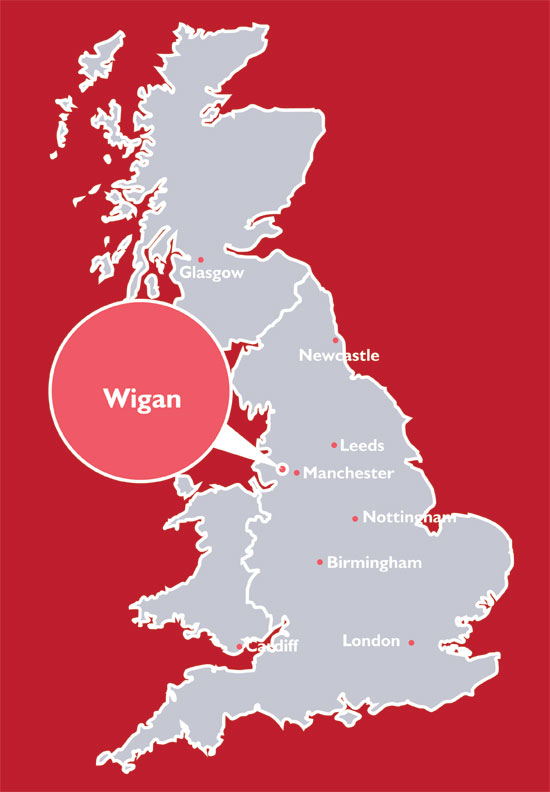 Glasgow
Newcastle
Wigan
Leeds
Manchester
Nottingham
Birmingham
London
Cardiff